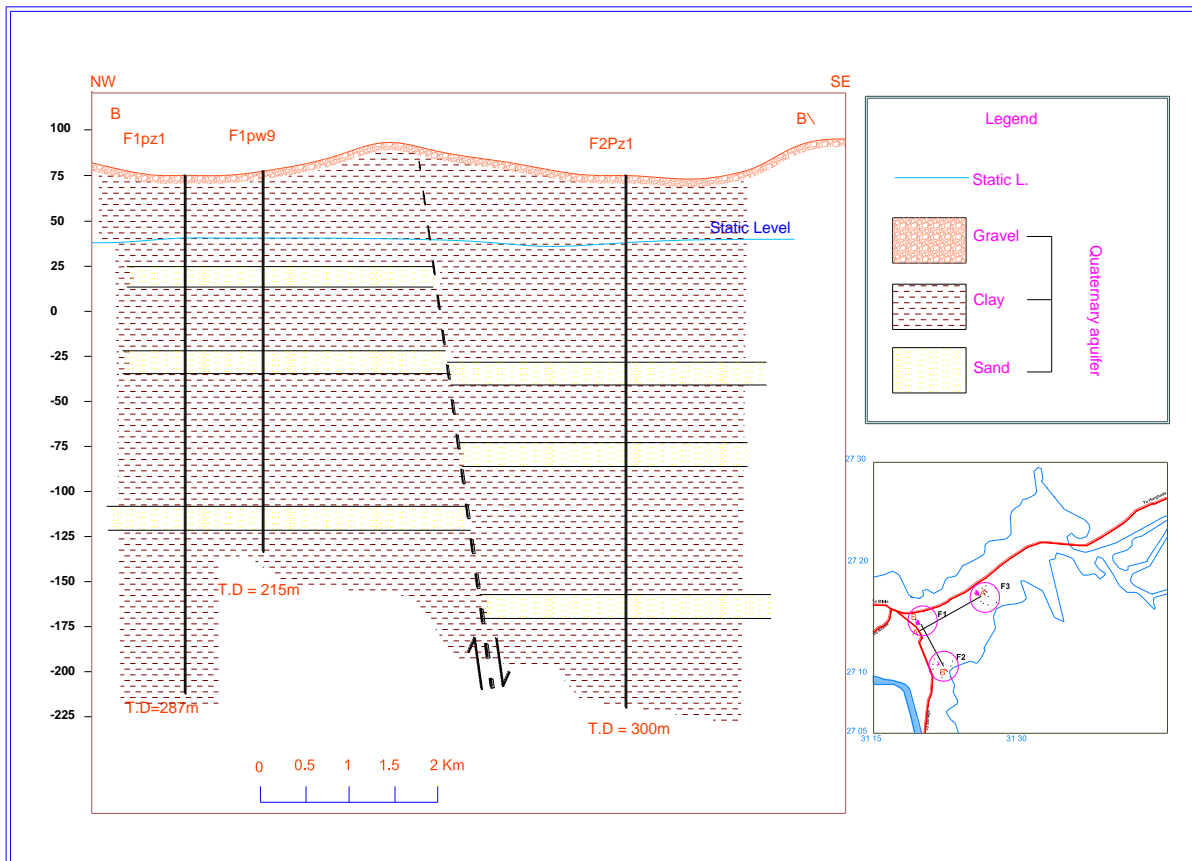 NW
SE
B
B\
F1pz1
F1pw9
F2Pz1
100
75
50
25
0
-25
-50
-75
-100
-125
-150
-175
-200
-225
Static Level
T.D = 215m
T.D=287m
T.D = 300m
0 0.5 1 1.5 2 Km
Legend
Static L.
Gravel
Clay
Sand
Quaternary aquifer
27 30
27 20
27 10
27 05
31 15
31 30
F3
F1
F2